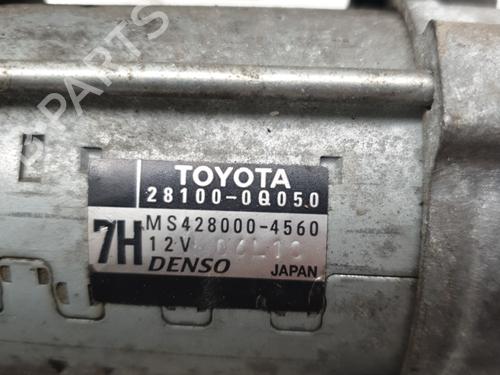 TOYOTA
28100-0Q050
7H
MS428000-4560
12V
DENSO
JAPAN
PARTS